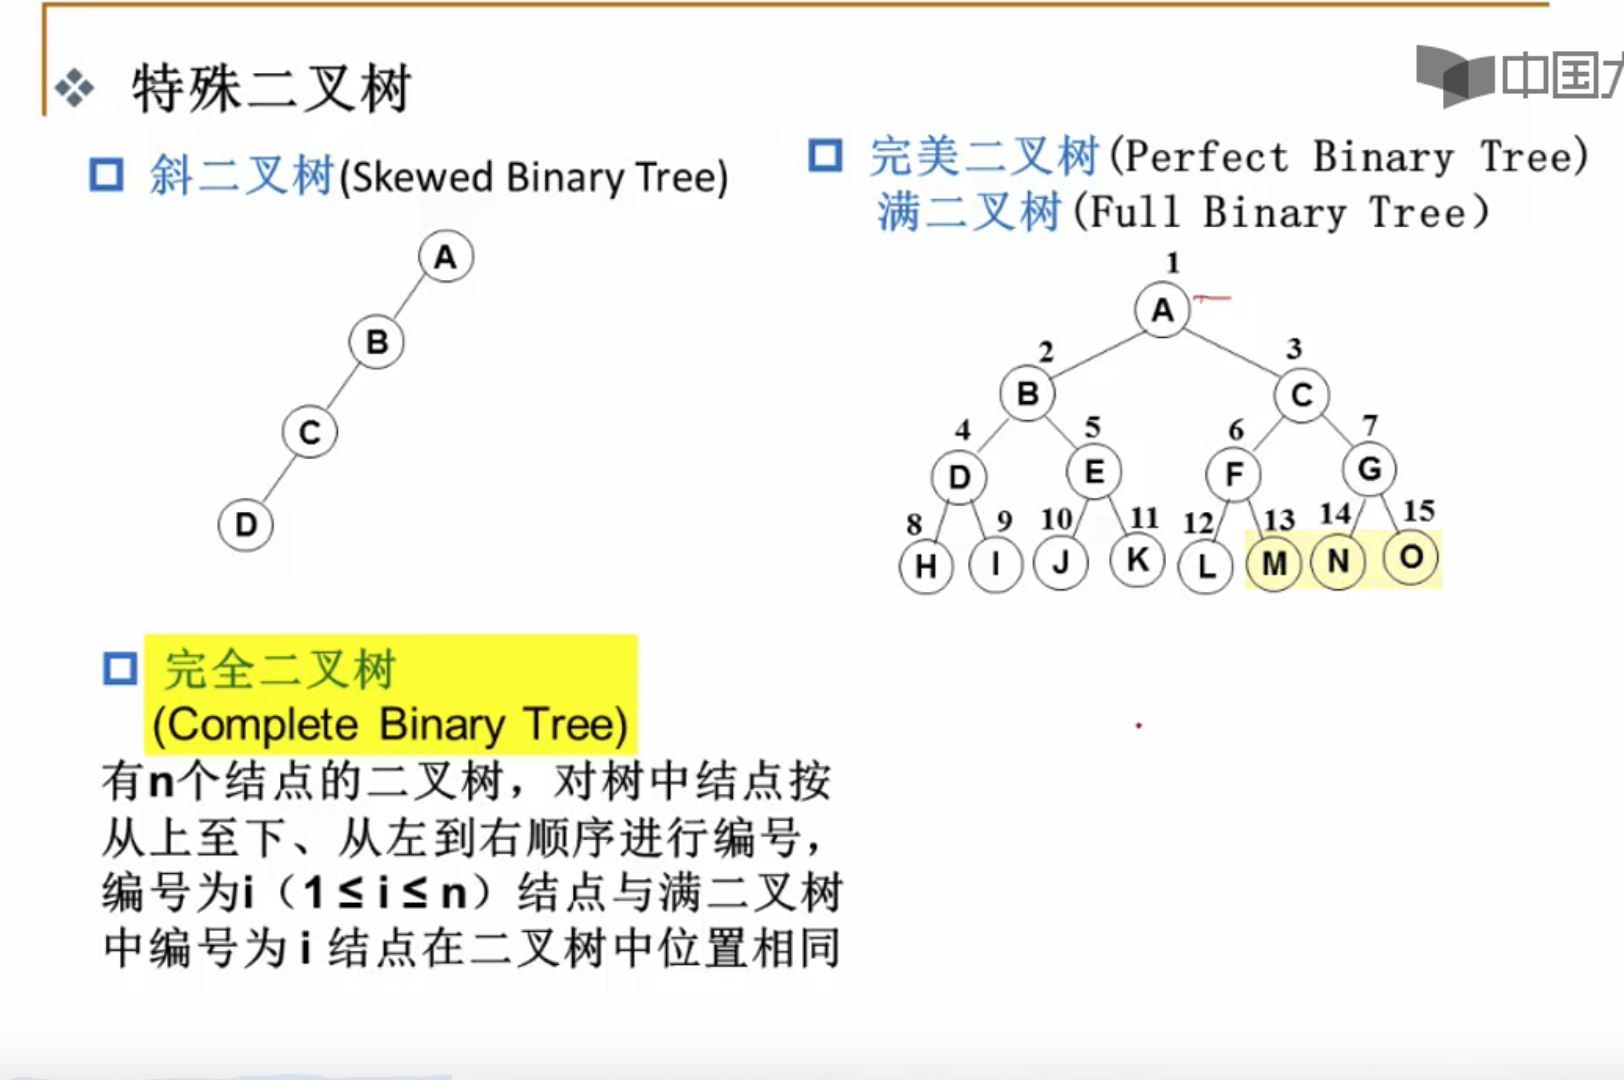 特殊二叉树
中国
斜二叉树(Skewed Binary Tree)
A
B
C
D
完美二叉树(Perfect Binary Tree)
满二叉树(Full Binary Tree)
1
A
2 3
B C
4 5 6 7
D E F G
8 9 10 11 12 13 14 15
H I J K L M N O
完全二叉树
(Complete Binary Tree)
有n个结点的二叉树，对树中结点按
从上至下、从左到右顺序进行编号，
编号为i（1 ≤ i ≤ n）结点与满二叉树
中编号为 i 结点在二叉树中位置相同